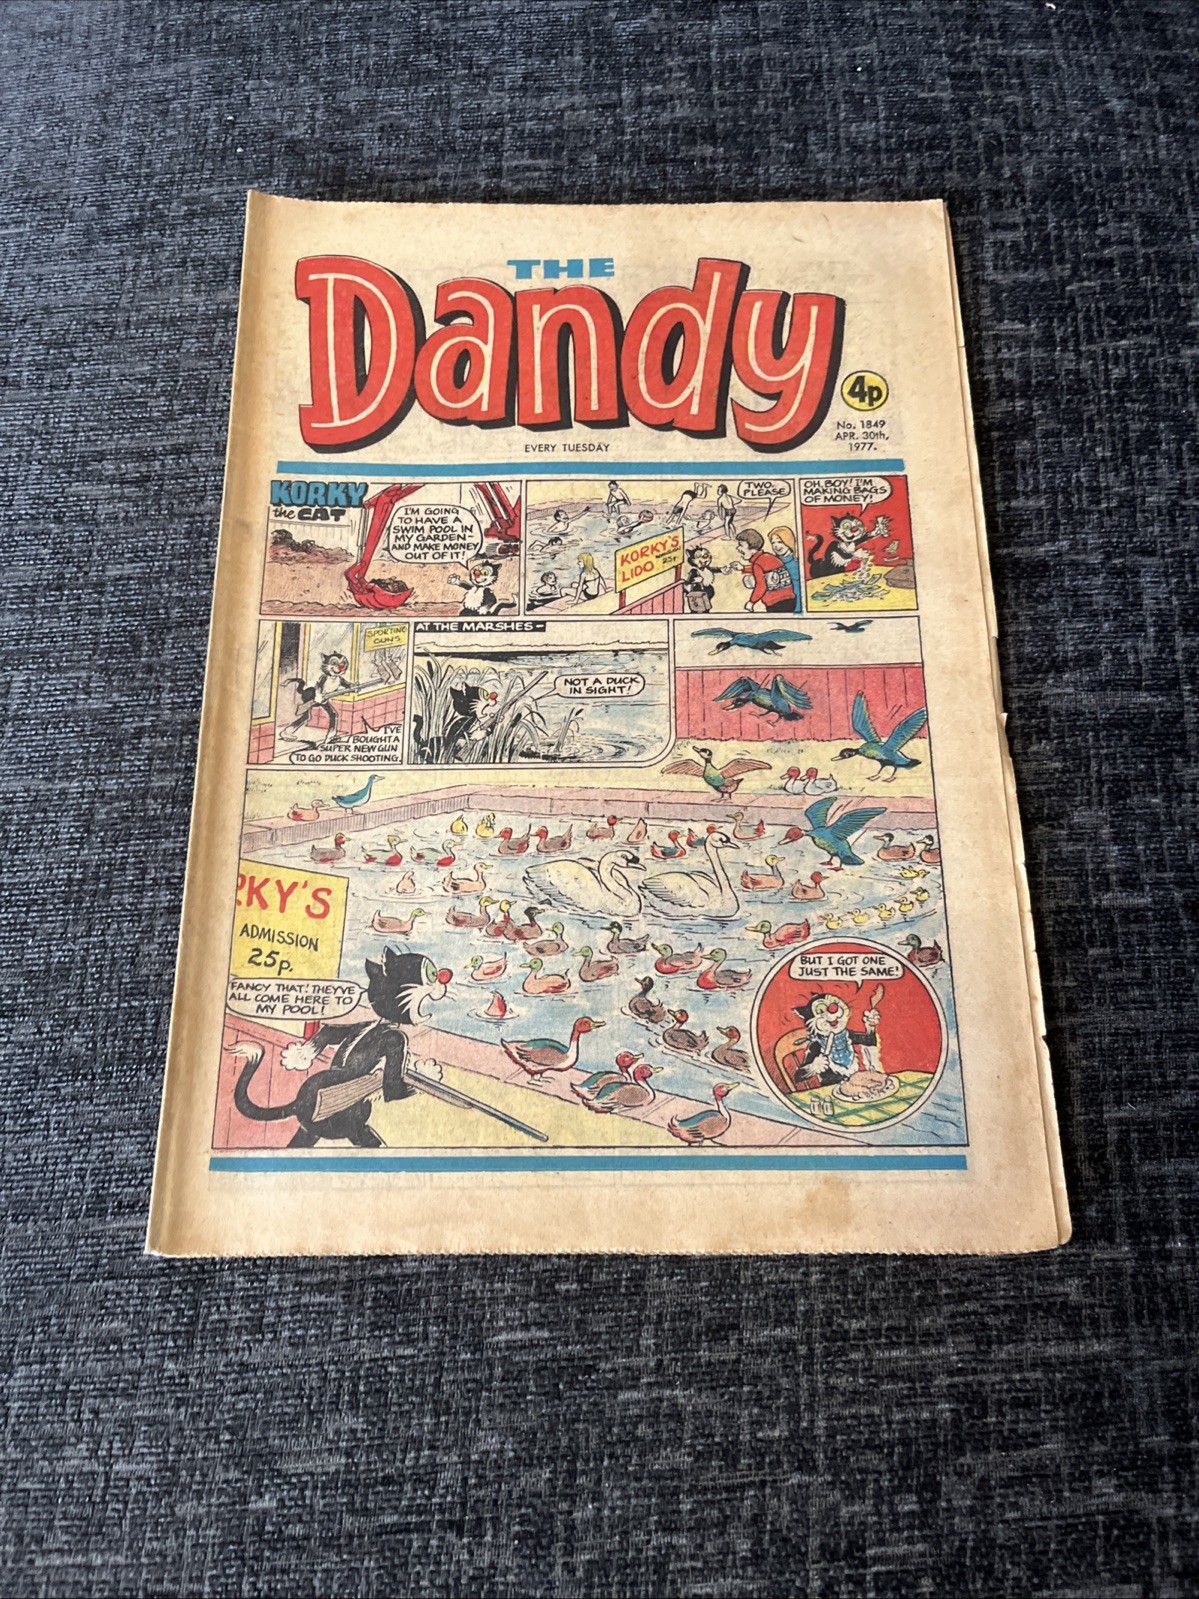 THE
Dandy
4p
No. 1849
APR. 30th,
1977.
EVERY TUESDAY
KORKY
the CAT
I'M GOING
TO HAVE A
SWIM POOL IN
MY GARDEN-
AND MAKE MONEY
OUT OF IT!
TWO,
PLEASE
KORKY'S
LIDO
25p.
OH, BOY! I'M
MAKING BAGS
OF MONEY!
SPORTING
GUNS
I'VE
BOUGHT A
SUPER NEW GUN
TO GO DUCK SHOOTING.
AT THE MARSHES-
NOT A DUCK
IN SIGHT!
RKY'S
ADMISSION
25p.
FANCY THAT! THEY'VE
ALL COME HERE TO
MY POOL!
BUT I GOT ONE
JUST THE SAME!